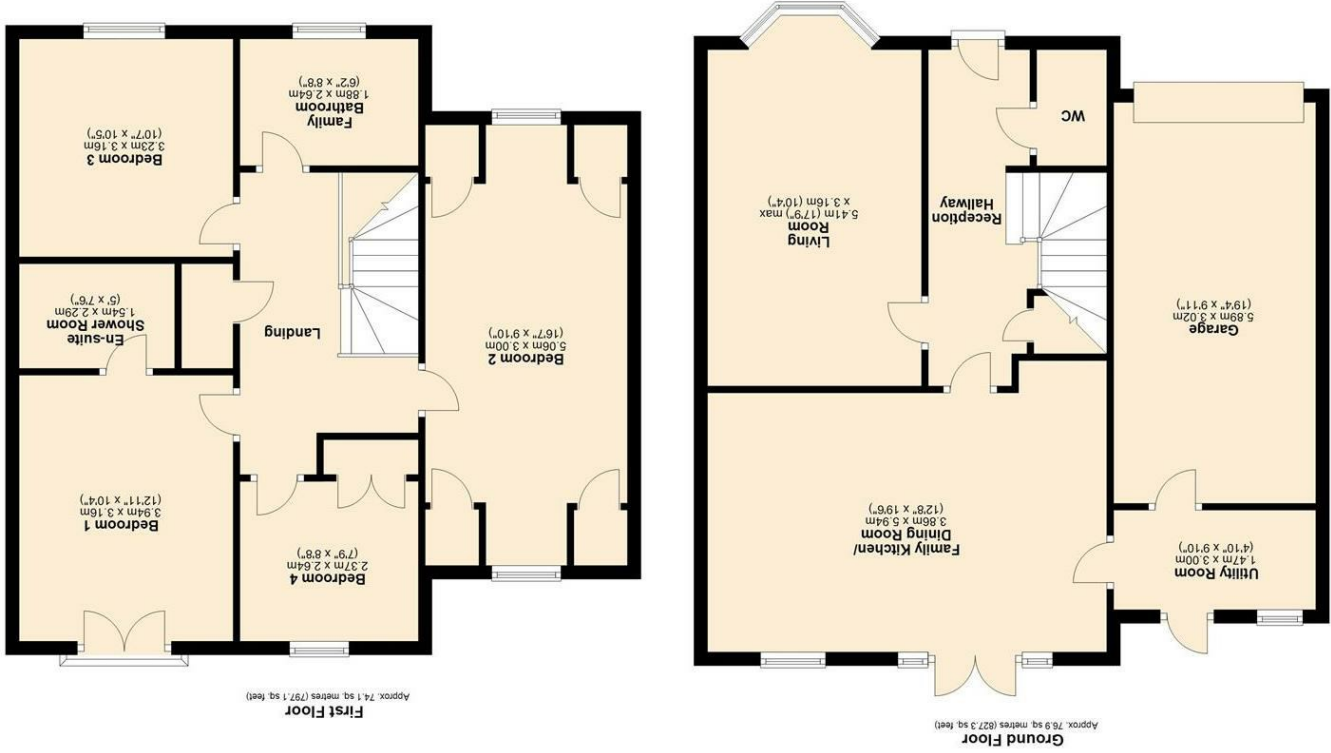 Ground Floor
Approx. 76.9 sq. metres (827.3 sq. feet)
Utility Room
1.47m x 3.00m
(4'10" x 9'10")
Family Kitchen/
Dining Room
3.86m x 5.94m
(12'8" x 19'6")
Garage
5.89m x 3.02m
(19'4" x 9'11")
Reception
Hallway
Living
Room
5.41m (17'9") max
x 3.16m (10'4")
WC
First Floor
Approx. 74.1 sq. metres (797.1 sq. feet)
Bedroom 4
2.37m x 2.64m
(7'9" x 8'8")
Bedroom 1
3.94m x 3.16m
(12'11" x 10'4")
Bedroom 2
5.06m x 3.00m
(16'7" x 9'10")
Landing
En-suite
Shower Room
1.54m x 2.29m
(5' x 7'6")
Family
Bathroom
1.88m x 2.64m
(6'2" x 8'8")
Bedroom 3
3.23m x 3.16m
(10'7" x 10'5")